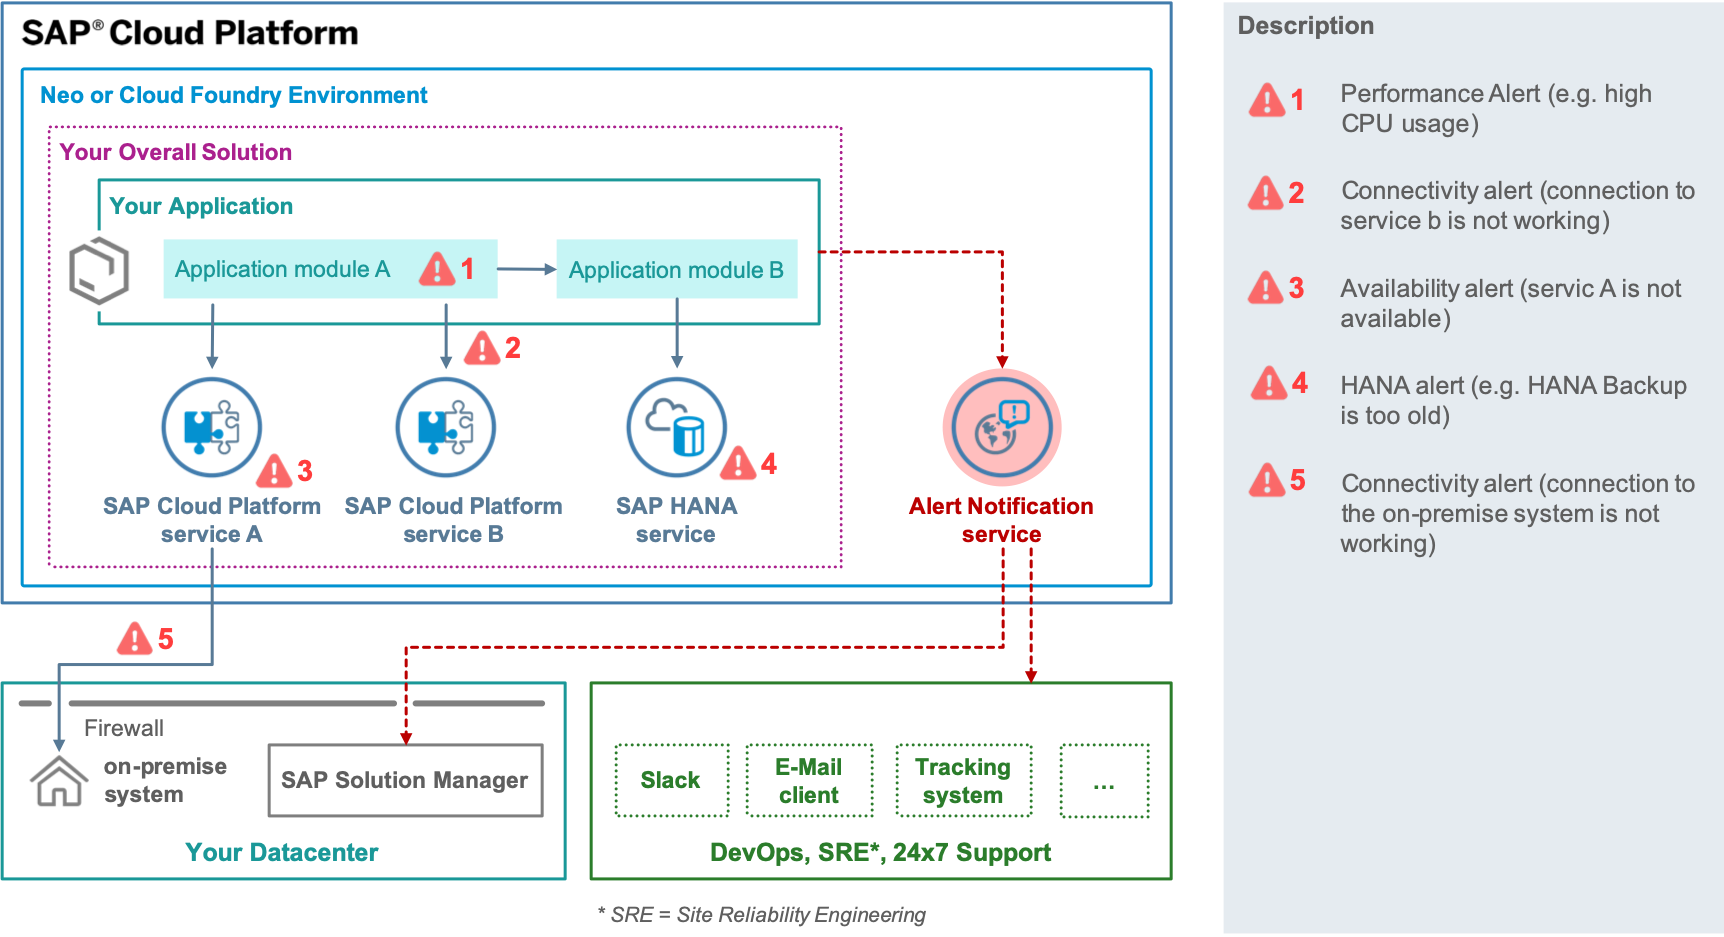 SAP® Cloud Platform
Neo or Cloud Foundry Environment
Your Overall Solution
Your Application
Application module A
1
Application module B
2
3
4
SAP Cloud Platform
service A
SAP Cloud Platform
service B
SAP HANA
service
Alert Notification
service
5
Firewall
on-premise
system
SAP Solution Manager
Your Datacenter
Slack
E-Mail
client
Tracking
system
...
DevOps, SRE*, 24x7 Support
* SRE = Site Reliability Engineering
Description
1 Performance Alert (e.g. high
CPU usage)
2 Connectivity alert (connection to
service b is not working)
3 Availability alert (servic A is not
available)
4 HANA alert (e.g. HANA Backup
is too old)
5 Connectivity alert (connection to
the on-premise system is not
working)